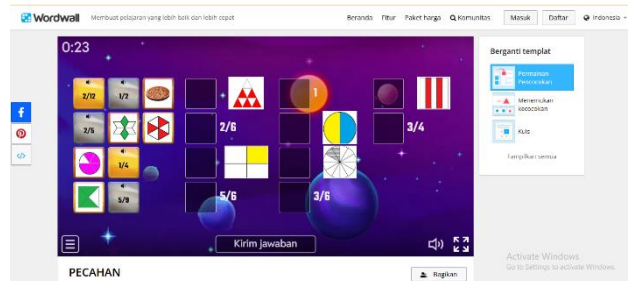 Wordwall Membuat pelajaran yang lebih baik dan lebih cepat Beranda Fitur Paket harga Komunitas Masuk Daftar Indonesia
0:23
Berganti templat
2/12 1/2 1
Permainan
Pencocokan
2/5 2/6 3/4
Menemukan
kecocokan
Kuis
1/4
Tampilkan semua
5/9 5/6 3/6
Kirim jawaban
Activate Windows
Go to Settings to activate Windows.
PECAHAN
Bagikan